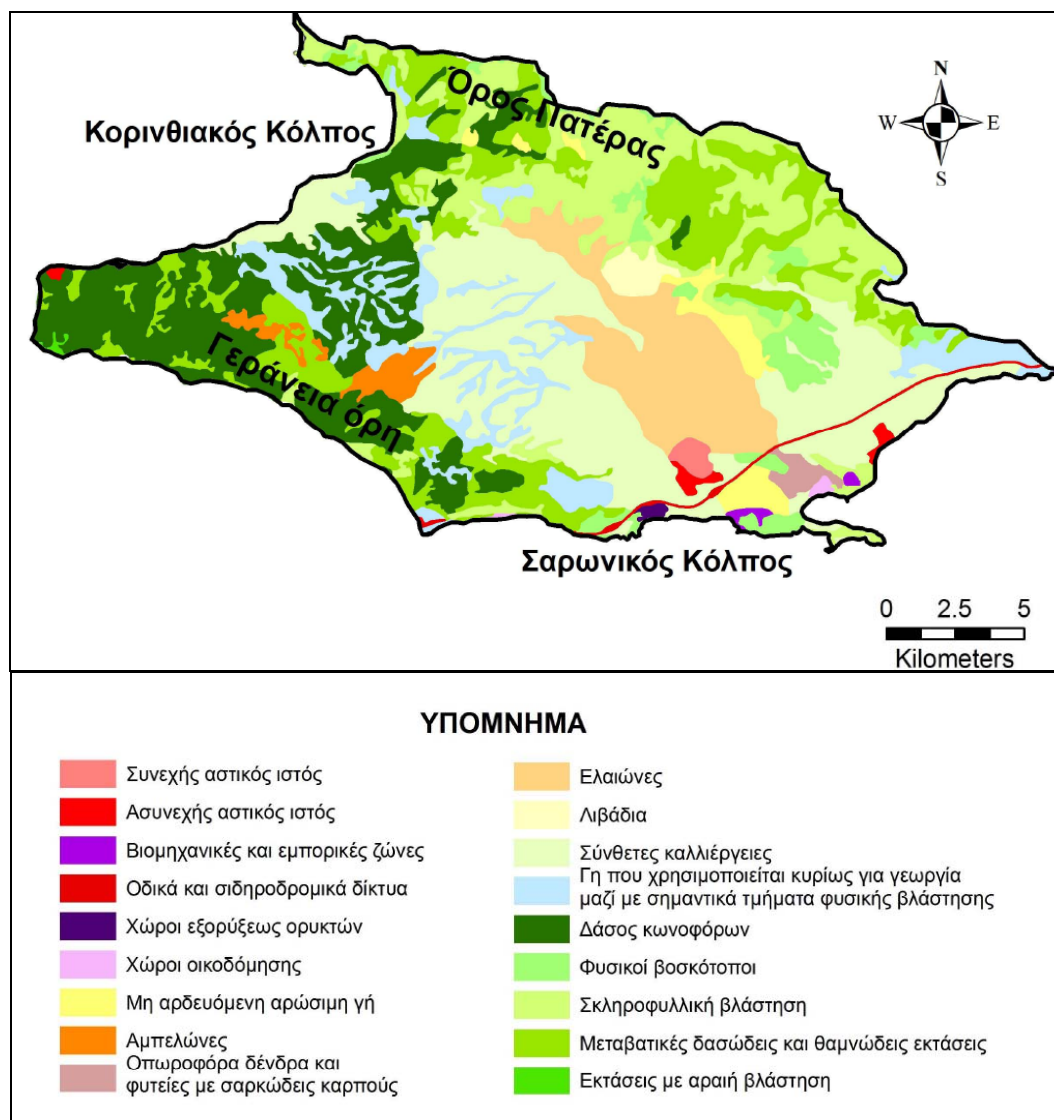 Όρος Πατέρας
Κορινθιακός Κόλπος
N
W
E
S
Γεράνεια όρη
Σαρωνικός Κόλπος
0 2.5 5
Kilometers
ΥΠΟΜΝΗΜΑ
Συνεχής αστικός ιστός
Ασυνεχής αστικός ιστός
Βιομηχανικές και εμπορικές ζώνες
Οδικά και σιδηροδρομικά δίκτυα
Χώροι εξορύξεως ορυκτών
Χώροι οικοδόμησης
Μη αρδευόμενη αρώσιμη γή
Αμπελώνες
Οπωροφόρα δένδρα και
φυτείες με σαρκώδεις καρπούς
Ελαιώνες
Λιβάδια
Σύνθετες καλλιέργειες
Γη που χρησιμοποιείται κυρίως για γεωργία
μαζί με σημαντικά τμήματα φυσικής βλάστησης
Δάσος κωνοφόρων
Φυσικοί βοσκότοποι
Σκληροφυλλική βλάστηση
Μεταβατικές δασώδεις και θαμνώδεις εκτάσεις
Εκτάσεις με αραιή βλάστηση